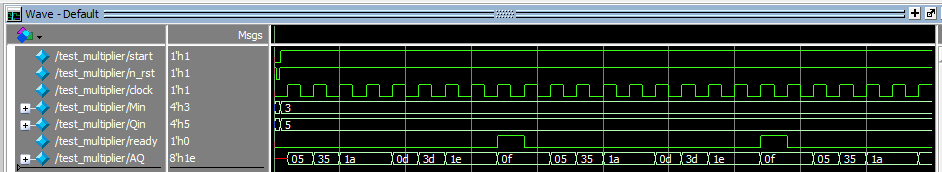 Wave - Default
Msgs
/test_multiplier/start 1'h1
/test_multiplier/n_rst 1'h1
/test_multiplier/clock 1'h1
/test_multiplier/Min 4'h3 3
/test_multiplier/Qin 4'h5 5
/test_multiplier/ready 1'h0
/test_multiplier/AQ 8'h1e 05 35 1a 0d 3d 1e 0f 05 35 1a 0d 3d 1e 0f 05 35 1a